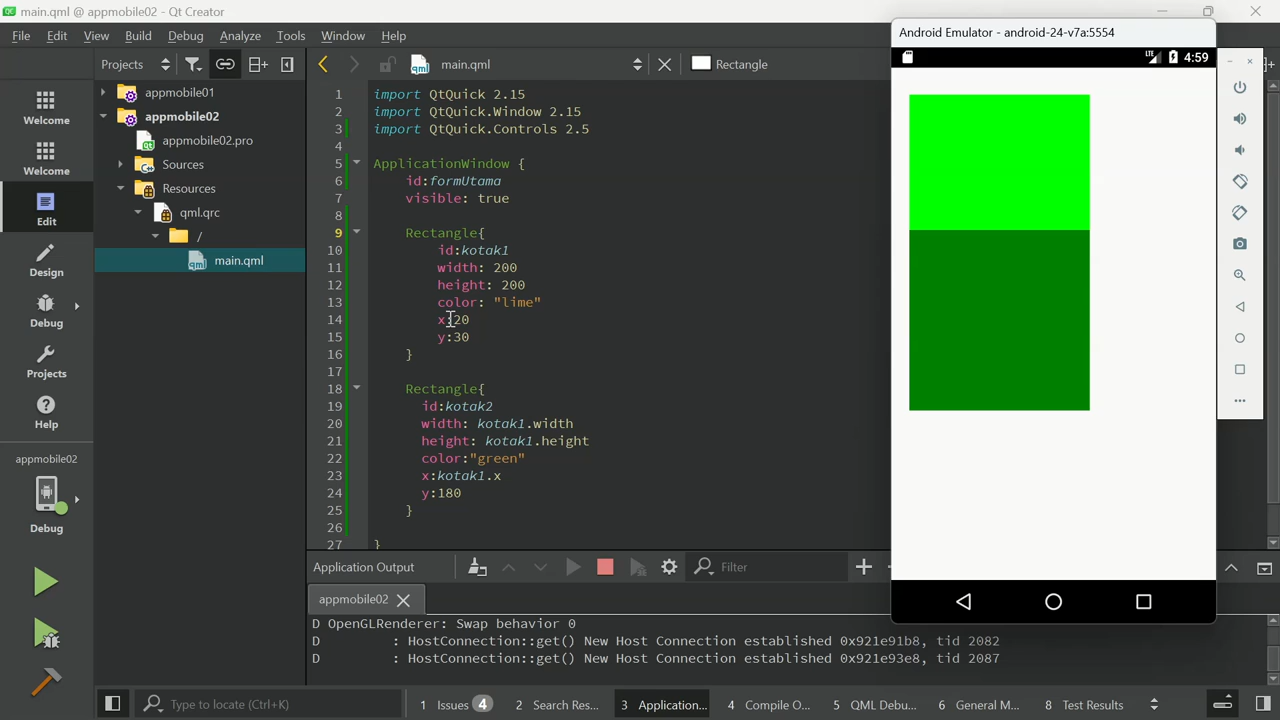 main.qml @ appmobile02 - Qt Creator
File Edit View Build Debug Analyze Tools Window Help
Projects
main.qml
Rectangle
Welcome
Welcome
Edit
Design
Debug
Projects
Help
appmobile02
Debug
appmobile01
appmobile02
appmobile02.pro
Sources
Resources
qml.qrc
/
main.qml
1 import QtQuick 2.15
2 import QtQuick.Window 2.15
3 import QtQuick.Controls 2.5
4
5 ApplicationWindow {
6 id:formUtama
7 visible: true
8
9 Rectangle{
10 id:kotak1
11 width: 200
12 height: 200
13 color: "lime"
14 x:20
15 y:30
16 }
17
18 Rectangle{
19 id:kotak2
20 width: kotak1.width
21 height: kotak1.height
22 color:"green"
23 x:kotak1.x
24 y:180
25 }
26
27 }
Android Emulator - android-24-v7a:5554
LTE 4:59
Application Output
Filter
appmobile02
D OpenGLRenderer: Swap behavior 0
D : HostConnection::get() New Host Connection established 0x921e91b8, tid 2082
D : HostConnection::get() New Host Connection established 0x921e93e8, tid 2087
Type to locate (Ctrl+K)
1 Issues 4
2 Search Res...
3 Application...
4 Compile O...
5 QML Debu...
6 General M...
8 Test Results